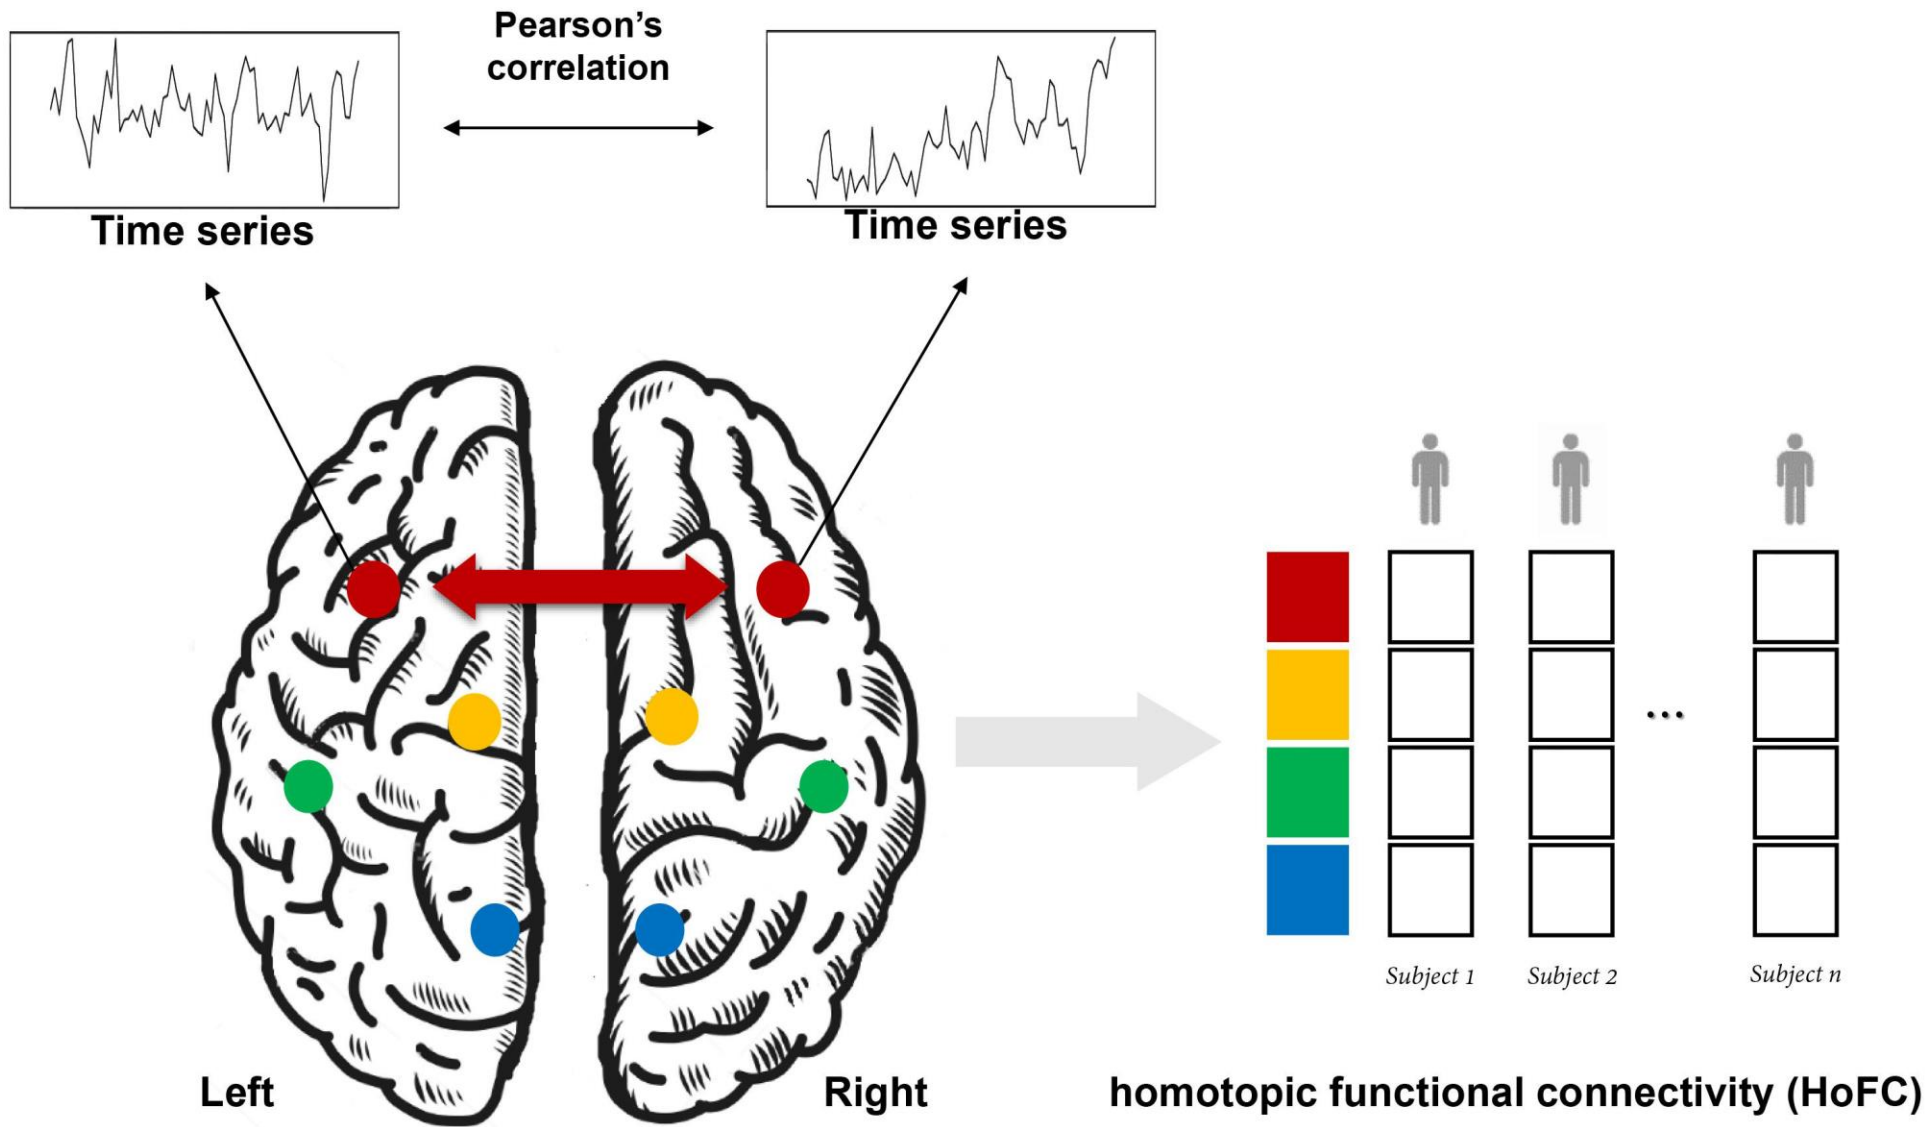 Pearson’s
correlation
Time series
Time series
...
Subject 1
Subject 2
Subject n
Left
Right
homotopic functional connectivity (HoFC)